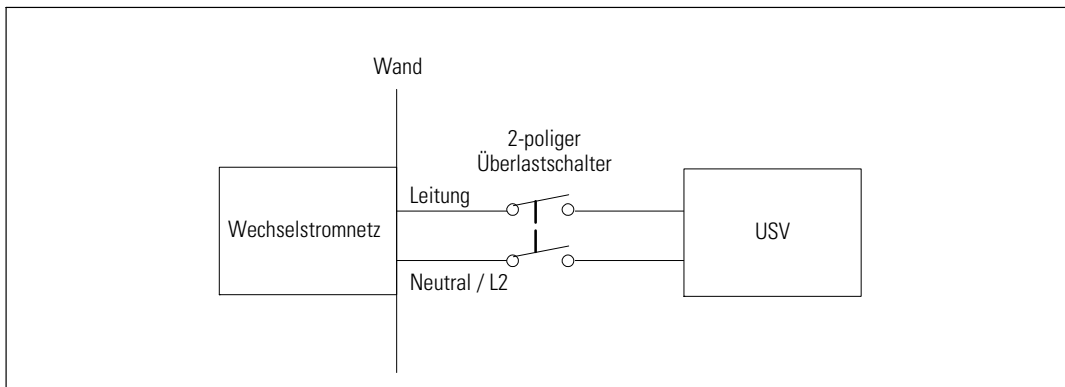 Wand
2-poliger
Überlastschalter
Leitung
Wechselstromnetz
USV
Neutral / L2